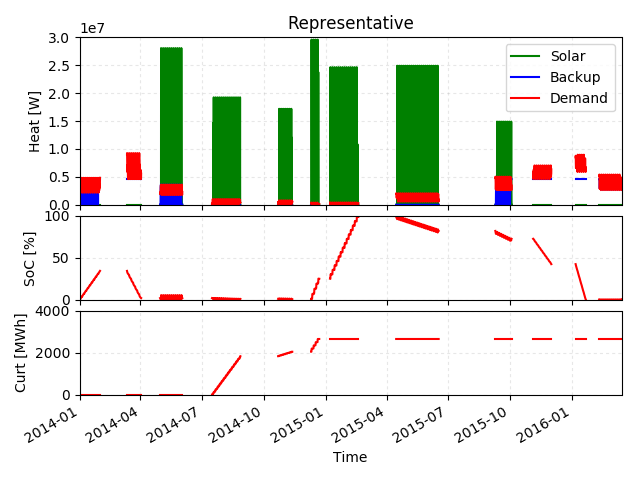 Representative
1e7
3.0
2.5
2.0
1.5
1.0
0.5
0.0
Heat [W]
Solar
Backup
Demand
100
50
0
SoC [%]
4000
2000
0
Curt [MWh]
2014-01
2014-04
2014-07
2014-10
2015-01
2015-04
2015-07
2015-10
2016-01
Time